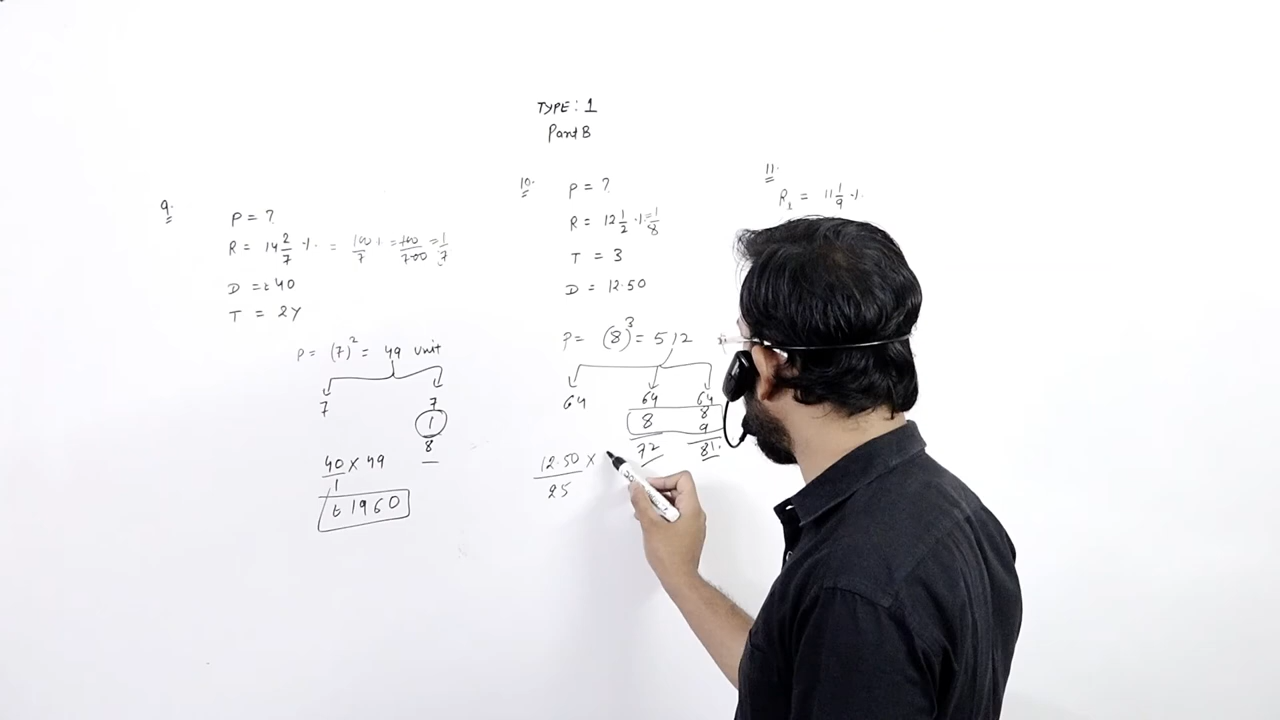 TYPE: 1
Part B
9.
P = ?
R = 14 2/7 % = 100/7 % = 100/700 = 1/7
D = ₹40
T = 2Y
P = (7)² = 49 unit
7 7
1
8
40/1 × 49
₹1960
10.
P = ?
R = 12 1/2 % = 1/8
T = 3
D = 12.50
P = (8)³ = 512
64 64 64
8 8
9
72 81
12.50/25 ×
11.
R₁ = 11 1/9 %